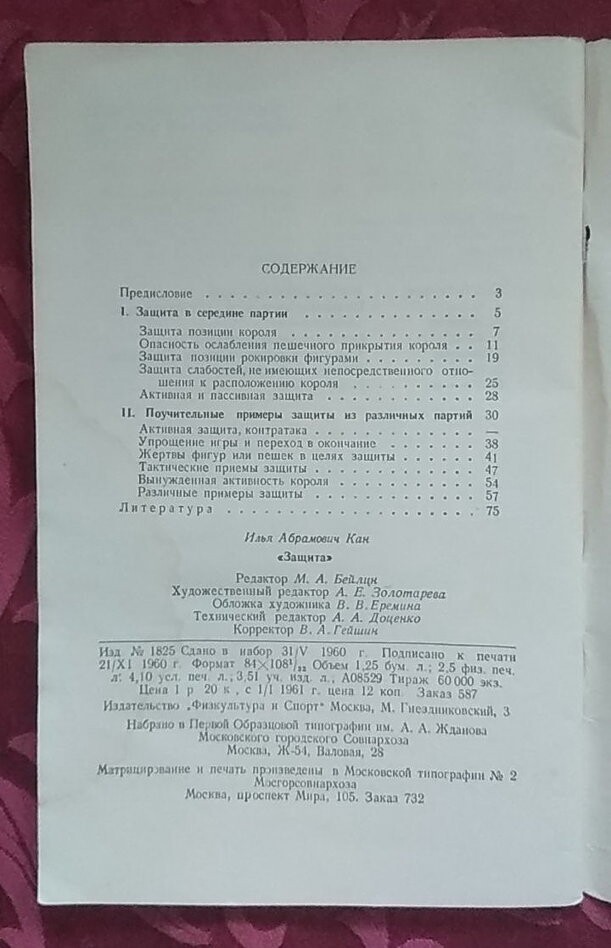 СОДЕРЖАНИЕ
Предисловие . . . . . . . . . . . . . . . . . . . . . . 3
I. Защита в середине партии . . . . . . . . . . . . 5
Защита позиции короля . . . . . . . . . . . . . 7
Опасность ослабления пешечного прикрытия короля . . 11
Защита позиции рокировки фигурами . . . . . . . . . 19
Защита слабостей, не имеющих непосредственного отно-
шения к расположению короля . . . . . . . . . 25
Активная и пассивная защита . . . . . . . . . . . . 28
II. Поучительные примеры защиты из различных партий 30
Активная защита, контратака . . . . . . . . . . . . —
Упрощение игры и переход в окончание . . . . . . . 38
Жертвы фигур или пешек в целях защиты . . . . . . 41
Тактические приемы защиты . . . . . . . . . . . . 47
Вынужденная активность короля . . . . . . . . . . . 54
Различные примеры защиты . . . . . . . . . . . . 57
Литература . . . . . . . . . . . . . . . . . . . . 75
Илья Абрамович Кан
«Защита»
Редактор М. А. Бейлин
Художественный редактор А. Е. Золотарева
Обложка художника В. В. Еремина
Технический редактор А. А. Доценко
Корректор В. А. Гейшин
Изд № 1825 Сдано в набор 31/V 1960 г. Подписано к печати
21/XI 1960 г. Формат 84×108¹/₃₂ Объем 1,25 бум. л.; 2,5 физ. печ.
л. 4,10 усл. печ. л.; 3,51 уч. изд. л., А08529 Тираж 60 000 экз.
Цена 1 р 20 к, с 1/I 1961 г. цена 12 коп. Заказ 587
Издательство „Физкультура и Спорт" Москва, М. Гнездниковский, 3
Набрано в Первой Образцовой типографии им. А. А. Жданова
Московского городского Совнархоза
Москва, Ж-54, Валовая, 28
Матрицирование и печать произведены в Московской типографии № 2
Мосгорсовнархоза
Москва, проспект Мира, 105. Заказ 732